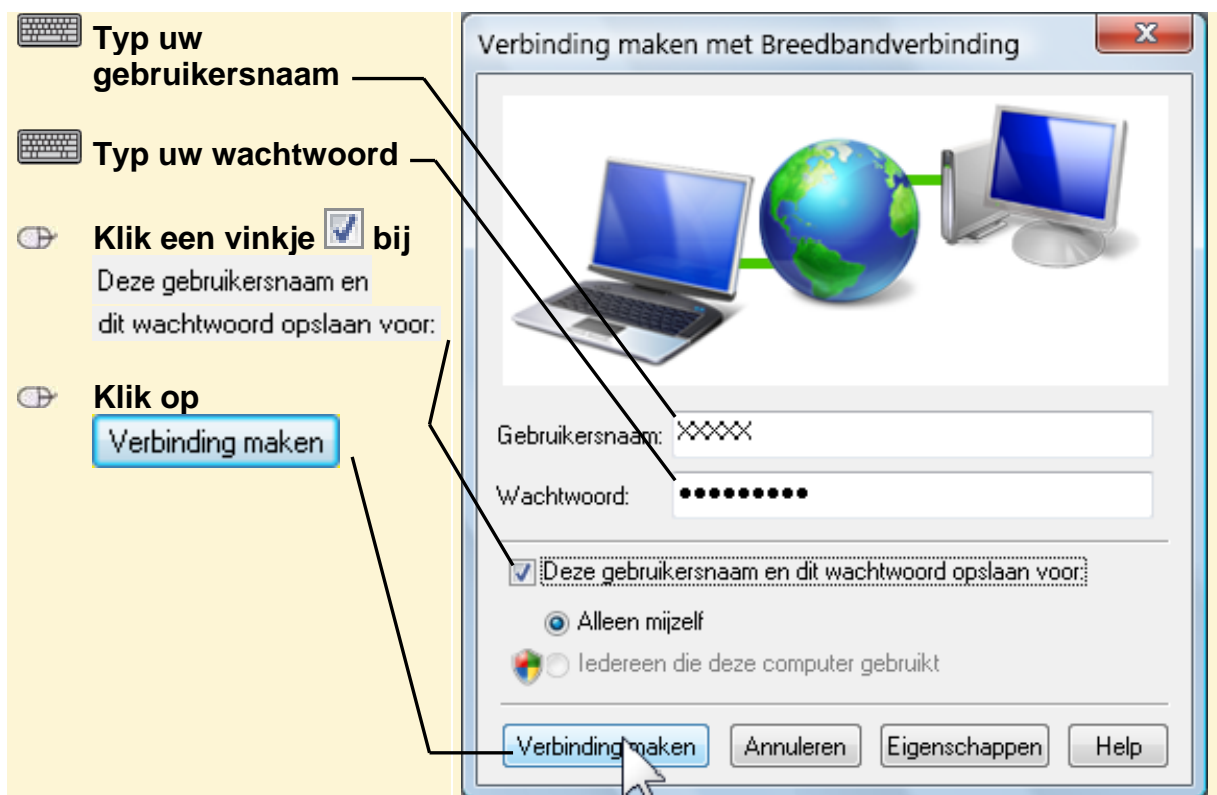 Typ uw
gebruikersnaam
Typ uw wachtwoord
Klik een vinkje bij
Deze gebruikersnaam en
dit wachtwoord opslaan voor:
Klik op
Verbinding maken
Verbinding maken met Breedbandverbinding
Gebruikersnaam: XXXXX
Wachtwoord: •••••••••
Deze gebruikersnaam en dit wachtwoord opslaan voor:
Alleen mijzelf
Iedereen die deze computer gebruikt
Verbinding maken Annuleren Eigenschappen Help